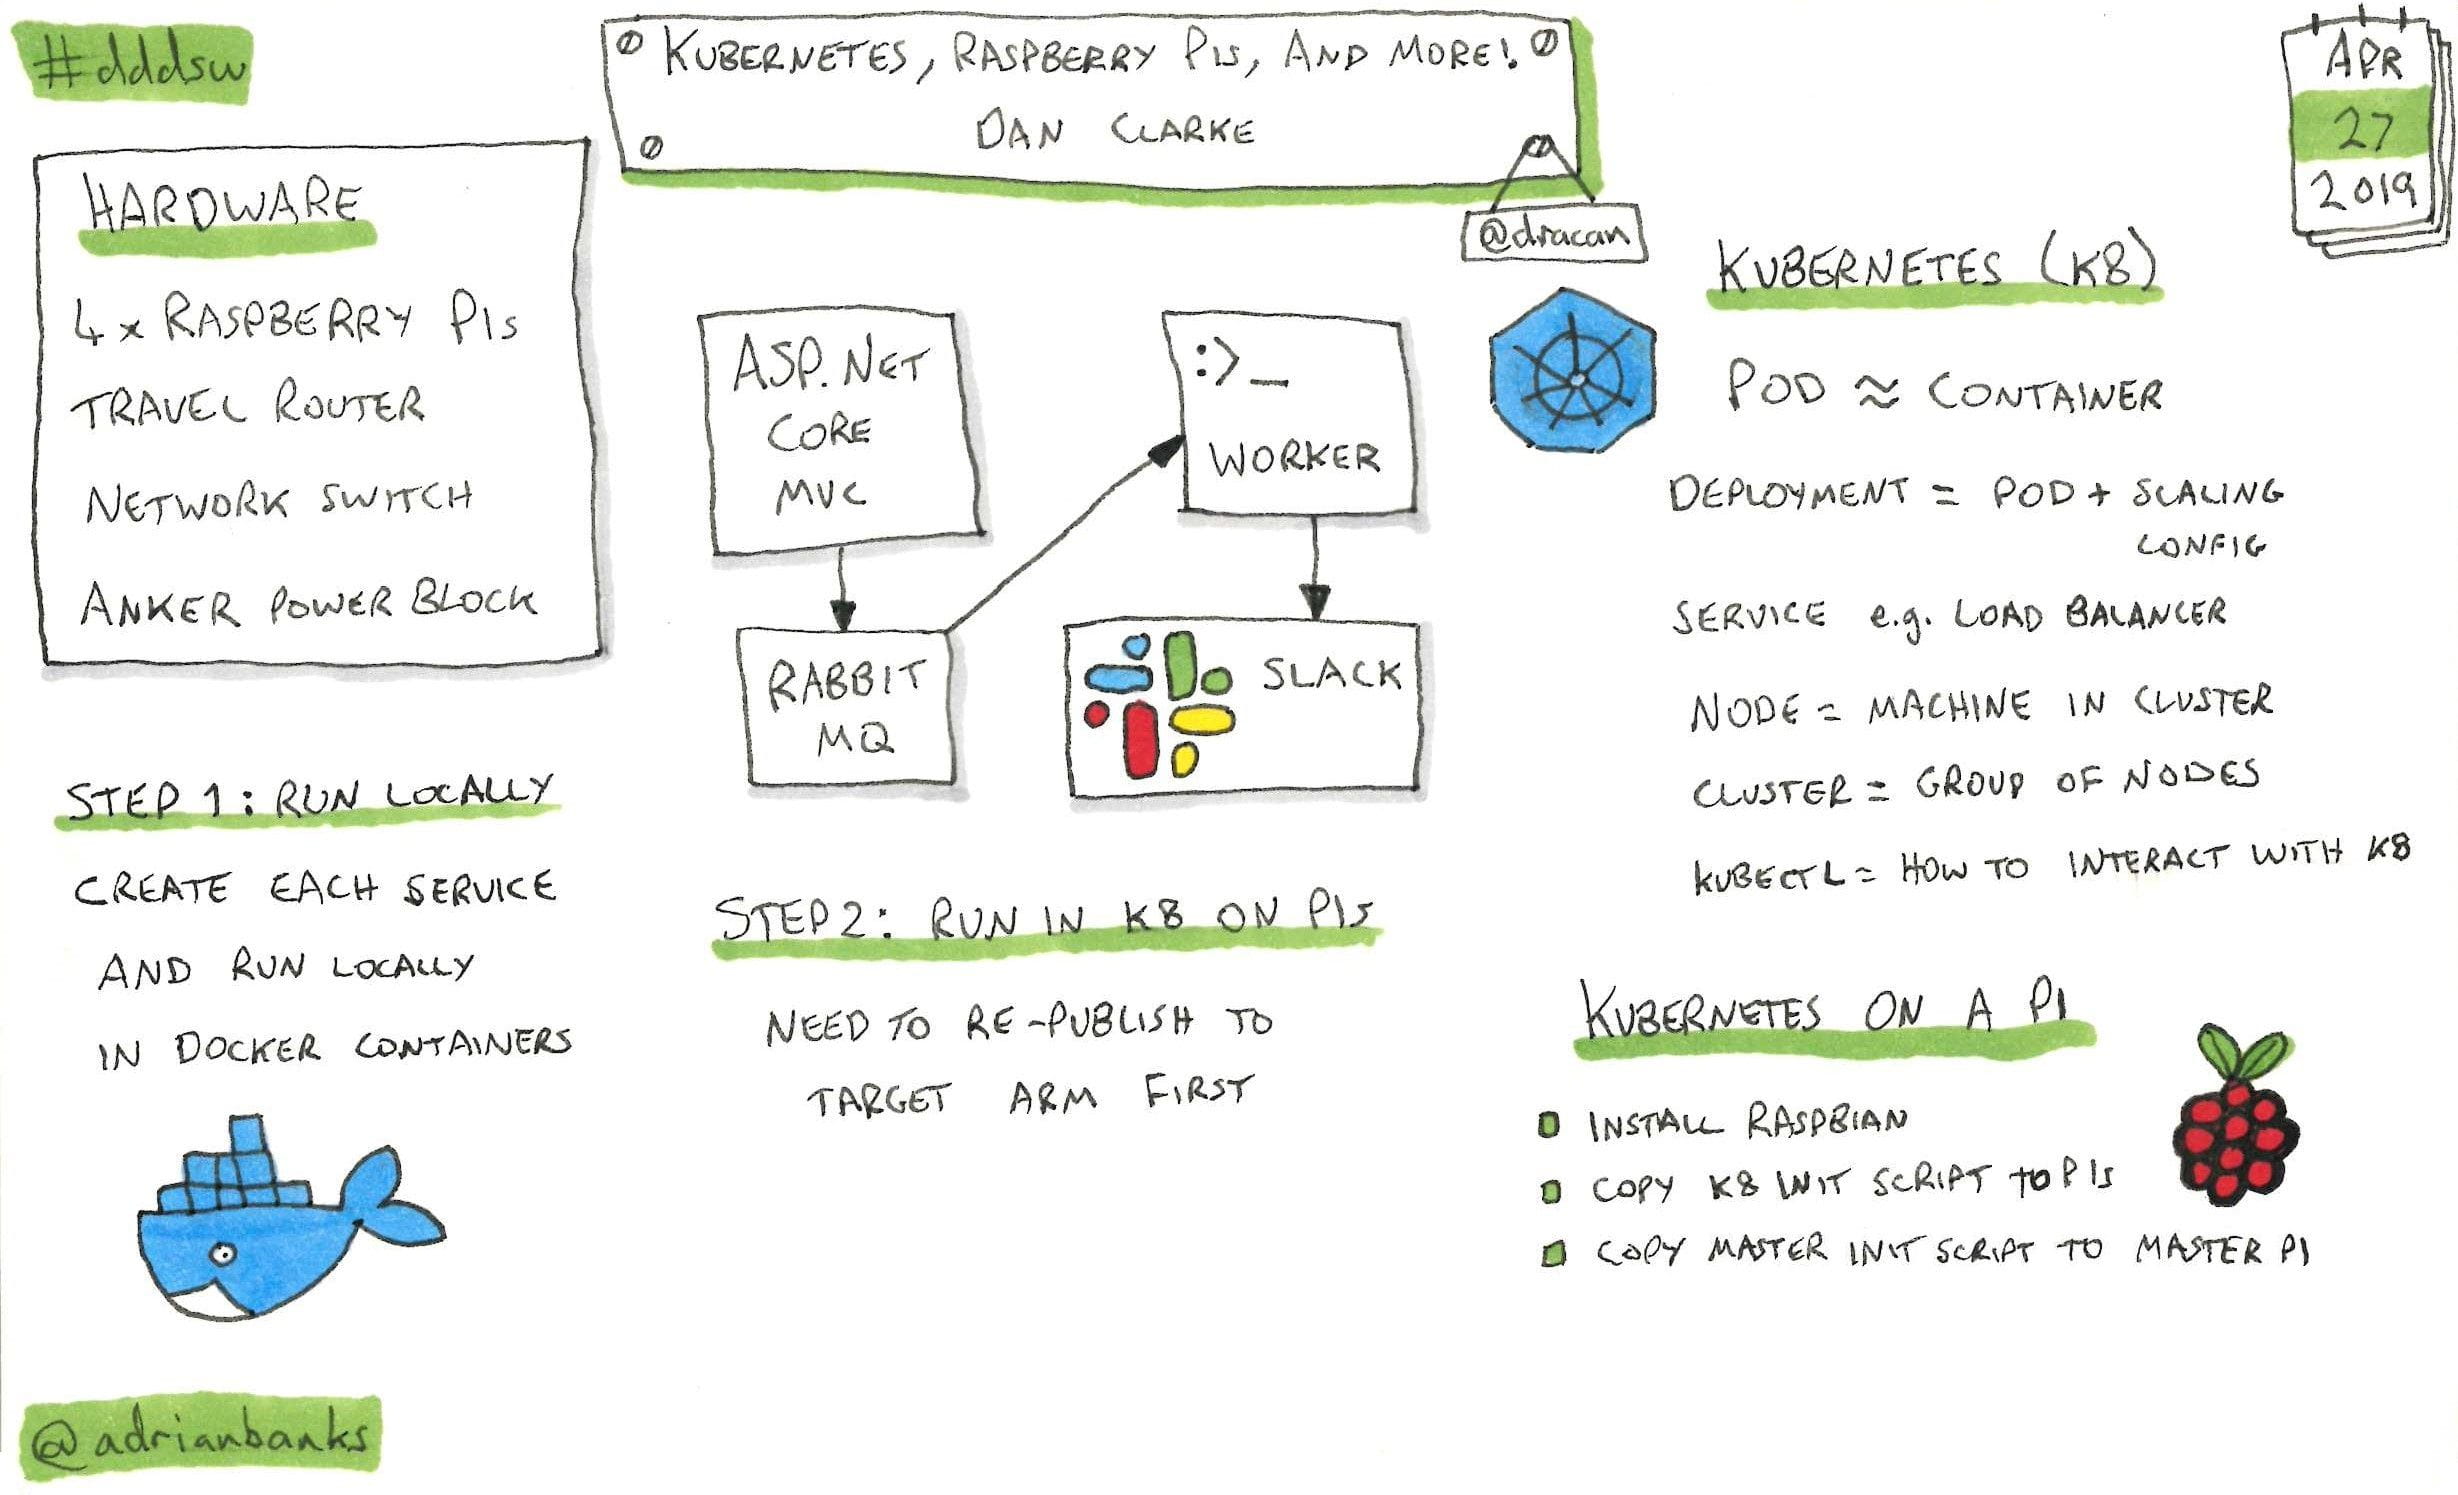 #dddsw
KUBERNETES, RASPBERRY PIs, AND MORE!
DAN CLARKE
@dracan
APR
27
2019
HARDWARE
4 x RASPBERRY PIs
TRAVEL ROUTER
NETWORK SWITCH
ANKER POWER BLOCK
ASP.NET
CORE
MVC
:>_
WORKER
RABBIT
MQ
SLACK
KUBERNETES (K8)
POD ≈ CONTAINER
DEPLOYMENT = POD + SCALING
CONFIG
SERVICE e.g. LOAD BALANCER
NODE = MACHINE IN CLUSTER
CLUSTER = GROUP OF NODES
KUBECTL = HOW TO INTERACT WITH K8
STEP 1: RUN LOCALLY
CREATE EACH SERVICE
AND RUN LOCALLY
IN DOCKER CONTAINERS
STEP 2: RUN IN K8 ON PIs
NEED TO RE-PUBLISH TO
TARGET ARM FIRST
KUBERNETES ON A PI
INSTALL RASPBIAN
COPY K8 INIT SCRIPT TO PIs
COPY MASTER INIT SCRIPT TO MASTER PI
@adrianbanks